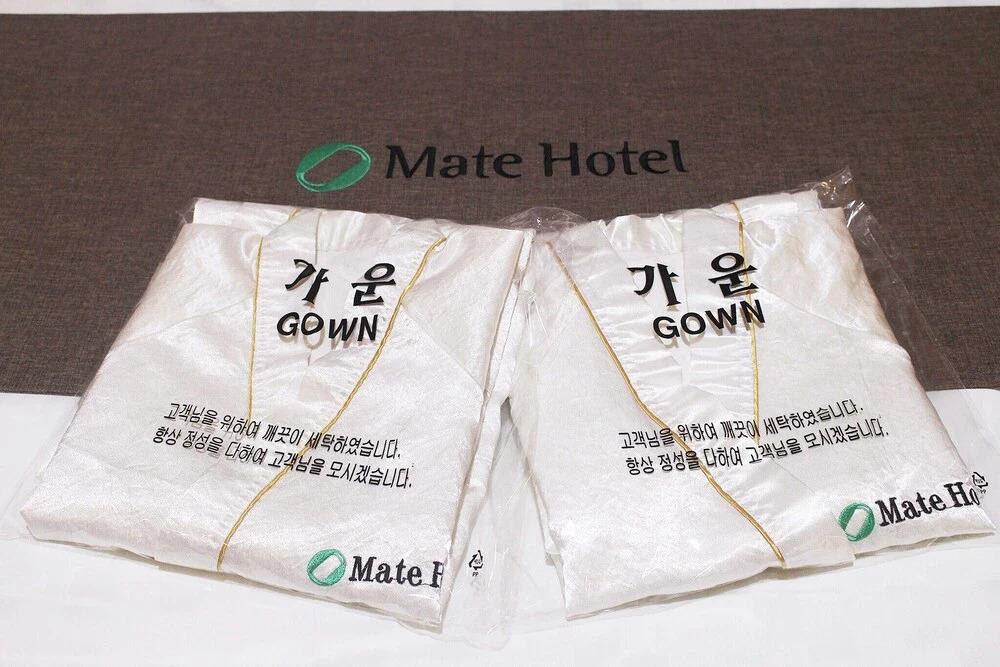 Mate Hotel
가운
GOWN
고객님을 위하여 깨끗이 세탁하였습니다.
항상 정성을 다하여 고객님을 모시겠습니다.
Mate
PP
가운
GOWN
고객님을 위하여 깨끗이 세탁하였습니다.
항상 정성을 다하여 고객님을 모시겠습니다.
Mate Ho
PP